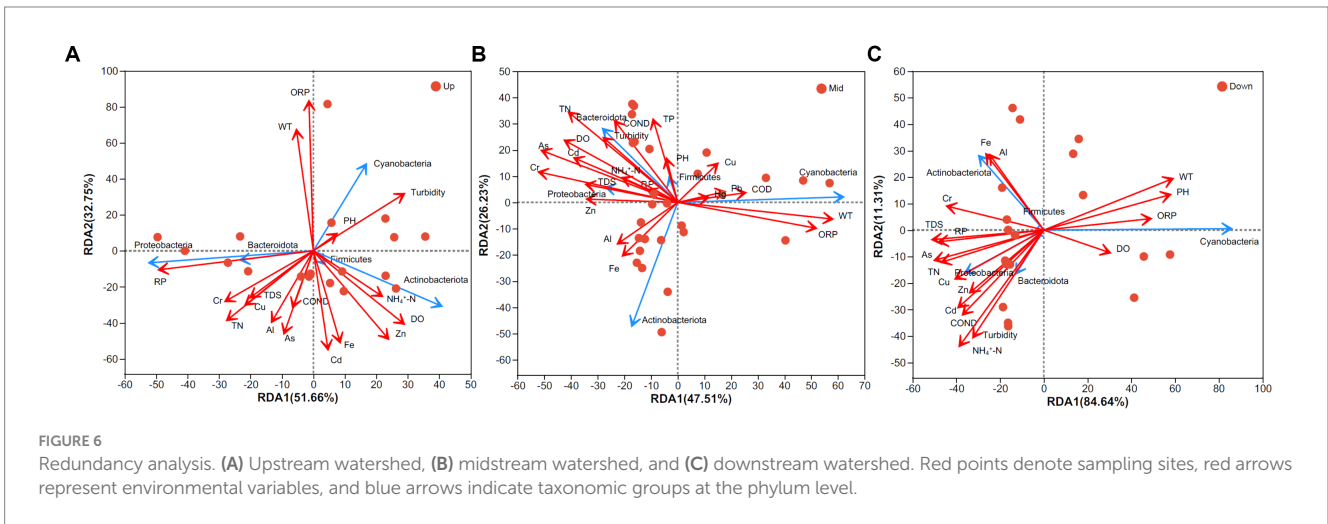 A
B
C
100
80
60
40
20
0
-20
-40
-60
-60
-50
-40
-30
-20
-10
0
10
20
30
40
50
RDA2(32.75%)
RDA1(51.66%)
Up
ORP
WT
Cyanobacteria
Turbidity
PH
Proteobacteria
Bacteroidota
Firmicutes
RP
Actinobacteriota
Cr
TDS
Cu
COND
NH₄⁺-N
TN
Al
As
DO
Zn
Fe
Cd
50
40
30
20
10
0
-10
-20
-30
-40
-50
-60
-60
-50
-40
-30
-20
-10
0
10
20
30
40
50
60
70
RDA2(26.23%)
RDA1(47.51%)
Mid
TN
Bacteroidota
COND
TP
Turbidity
DO
As
Cd
PH
Cu
Cr
NH₄⁺-N
Firmicutes
TDS
RP
Pb
COD
Cyanobacteria
Proteobacteria
Hg
Zn
WT
ORP
Al
Fe
Actinobacteriota
60
50
40
30
20
10
0
-10
-20
-30
-40
-50
-60
-40
-20
0
20
40
60
80
100
RDA2(11.31%)
RDA1(84.64%)
Down
Fe
Al
Actinobacteriota
WT
PH
Cr
Firmicutes
ORP
TDS
RP
Cyanobacteria
As
DO
TN
Proteobacteria
Cu
Bacteroidota
Zn
Cd
COND
Turbidity
NH₄⁺-N
FIGURE 6
Redundancy analysis. (A) Upstream watershed, (B) midstream watershed, and (C) downstream watershed. Red points denote sampling sites, red arrows
represent environmental variables, and blue arrows indicate taxonomic groups at the phylum level.